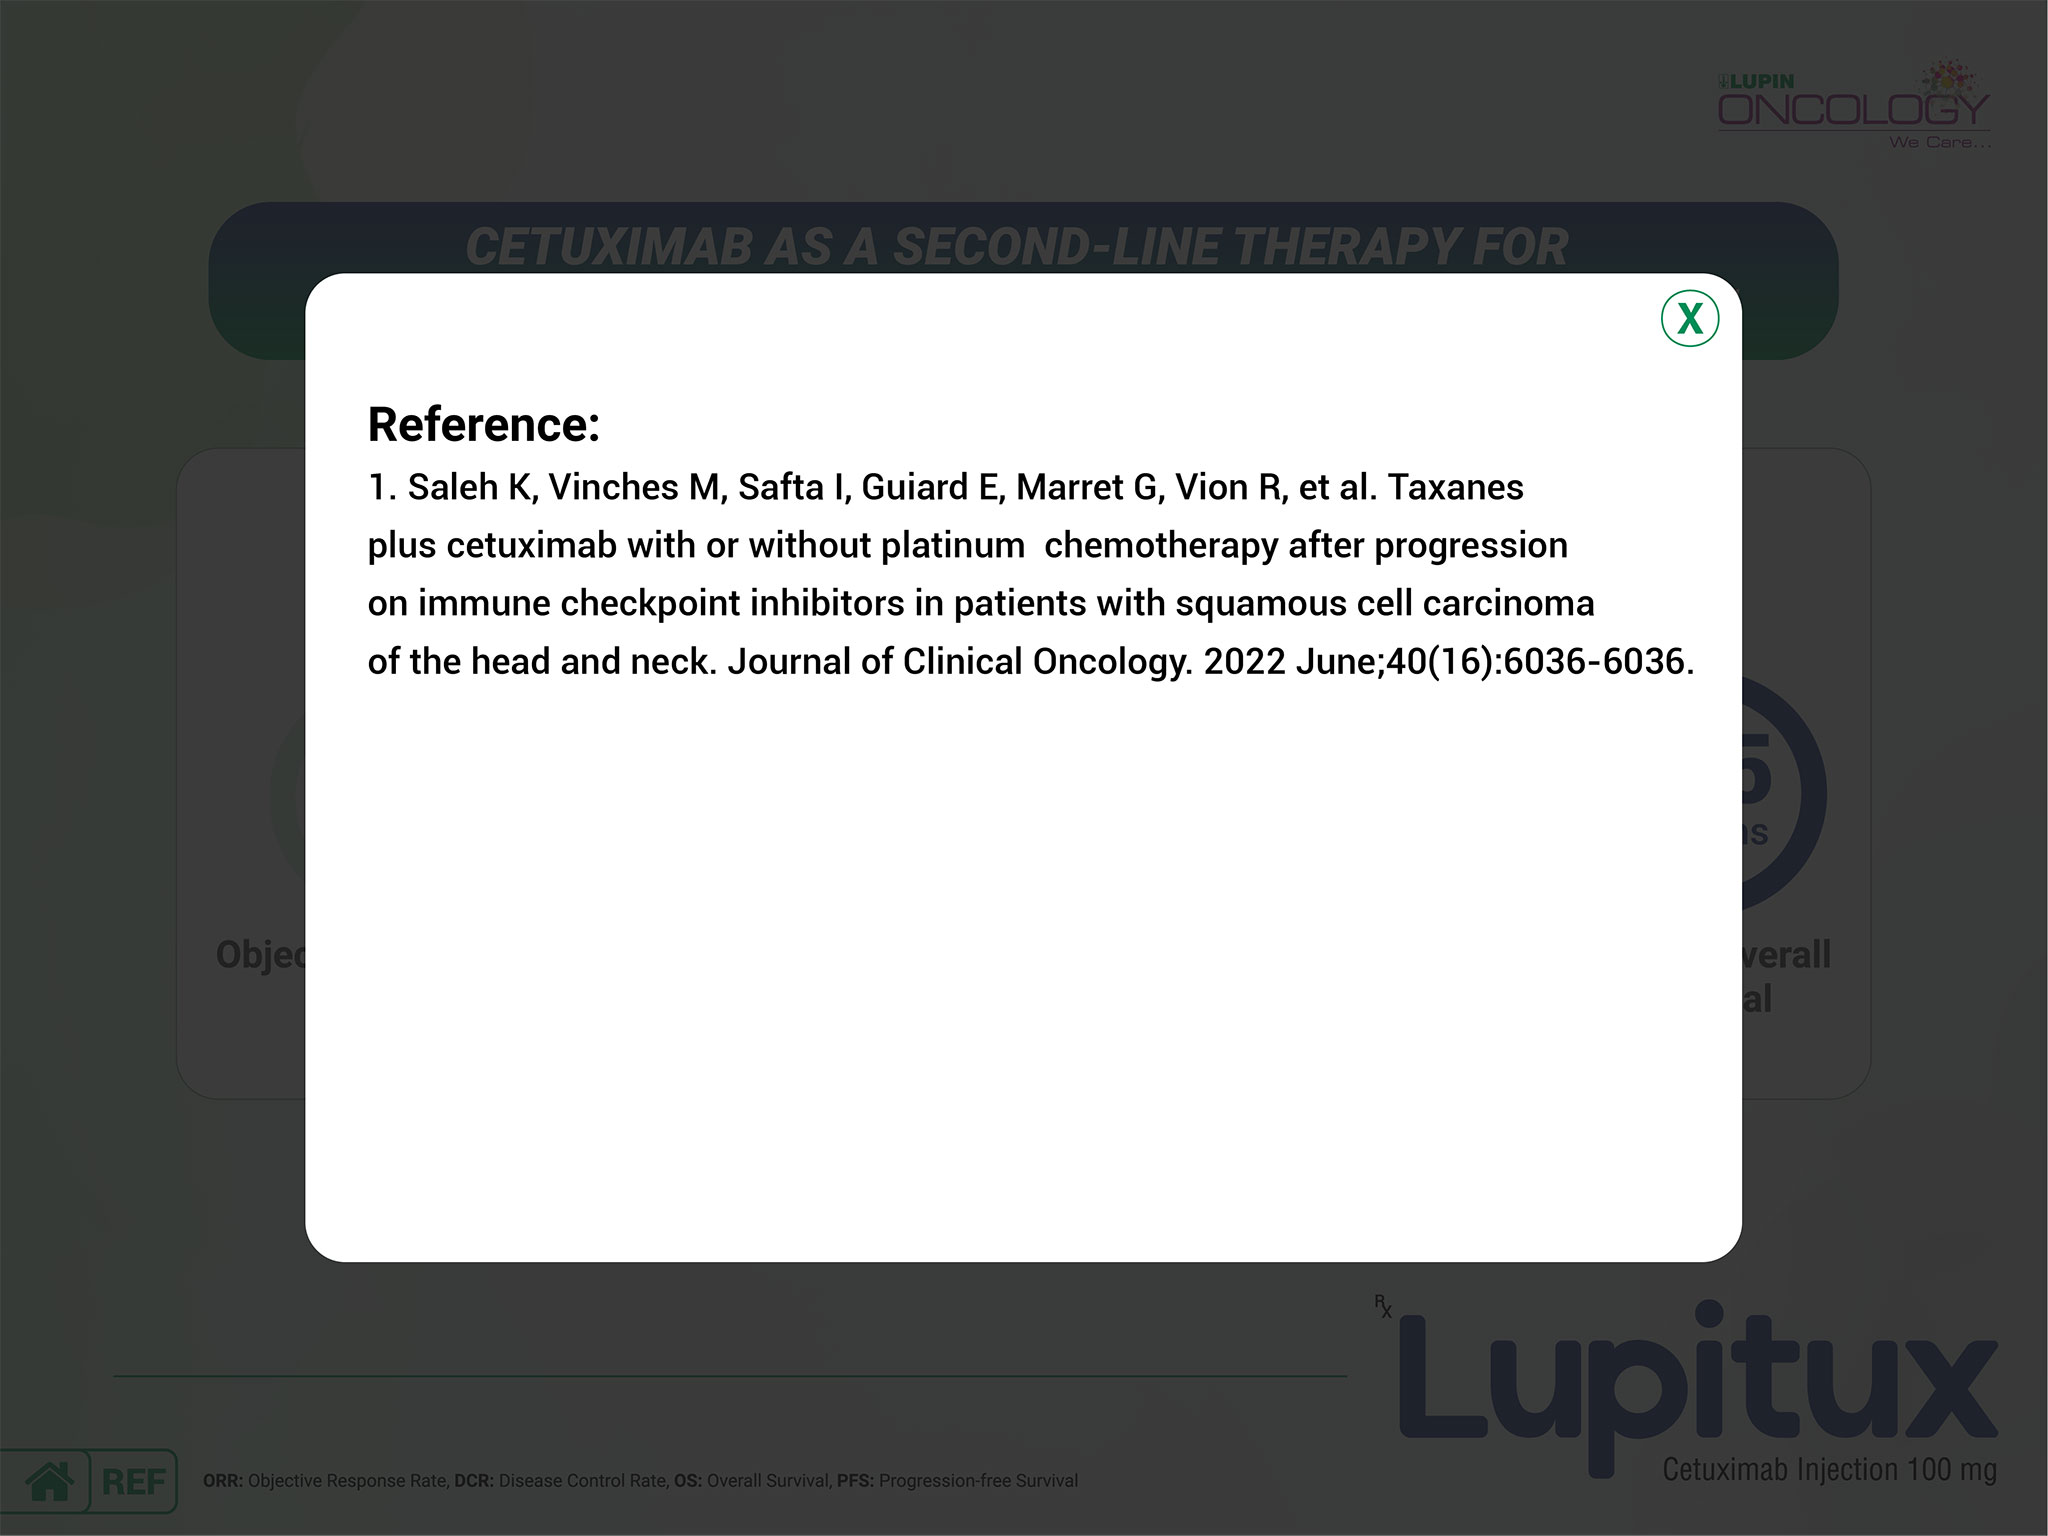 LUPIN
ONCOLOGY
We Care...
CETUXIMAB AS A SECOND-LINE THERAPY FOR
X
Reference:
1. Saleh K, Vinches M, Safta I, Guiard E, Marret G, Vion R, et al. Taxanes
plus cetuximab with or without platinum chemotherapy after progression
on immune checkpoint inhibitors in patients with squamous cell carcinoma
of the head and neck. Journal of Clinical Oncology. 2022 June;40(16):6036-6036.
Rx
Lupitux
Cetuximab Injection 100 mg
REF
ORR: Objective Response Rate, DCR: Disease Control Rate, OS: Overall Survival, PFS: Progression-free Survival